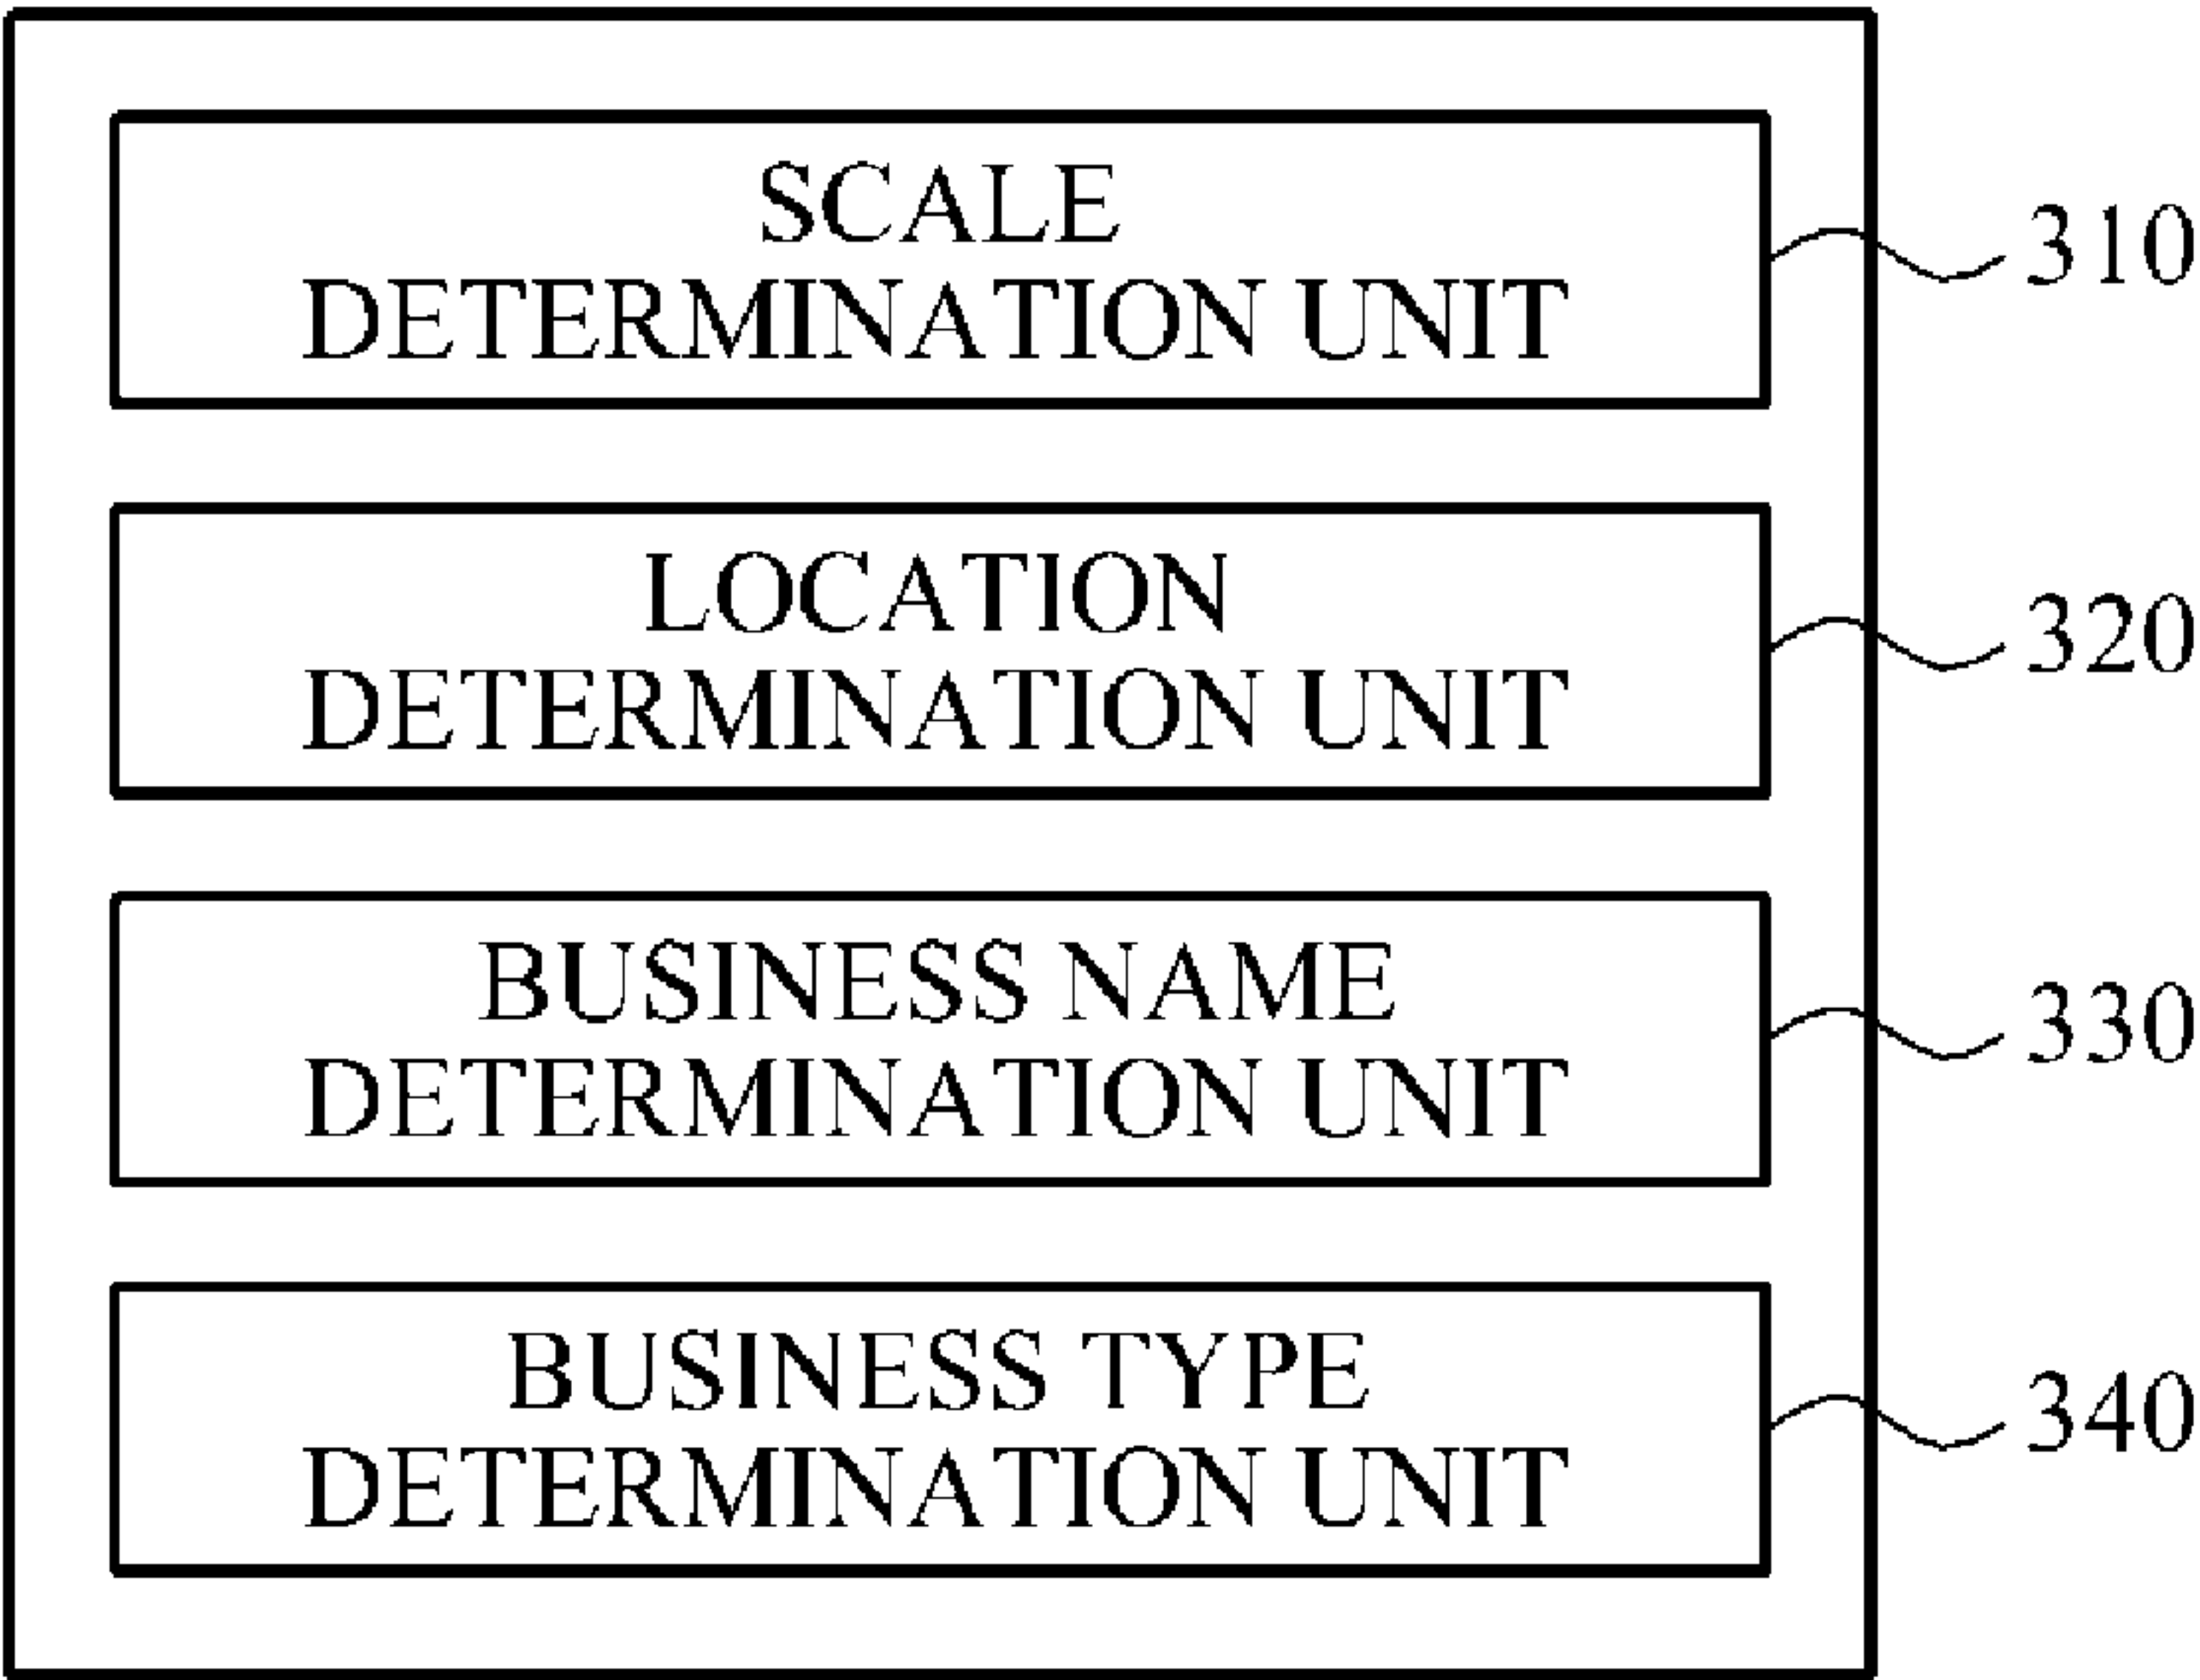 SCALE
DETERMINATION UNIT
310
LOCATION
DETERMINATION UNIT
320
BUSINESS NAME
DETERMINATION UNIT
330
BUSINESS TYPE
DETERMINATION UNIT
340